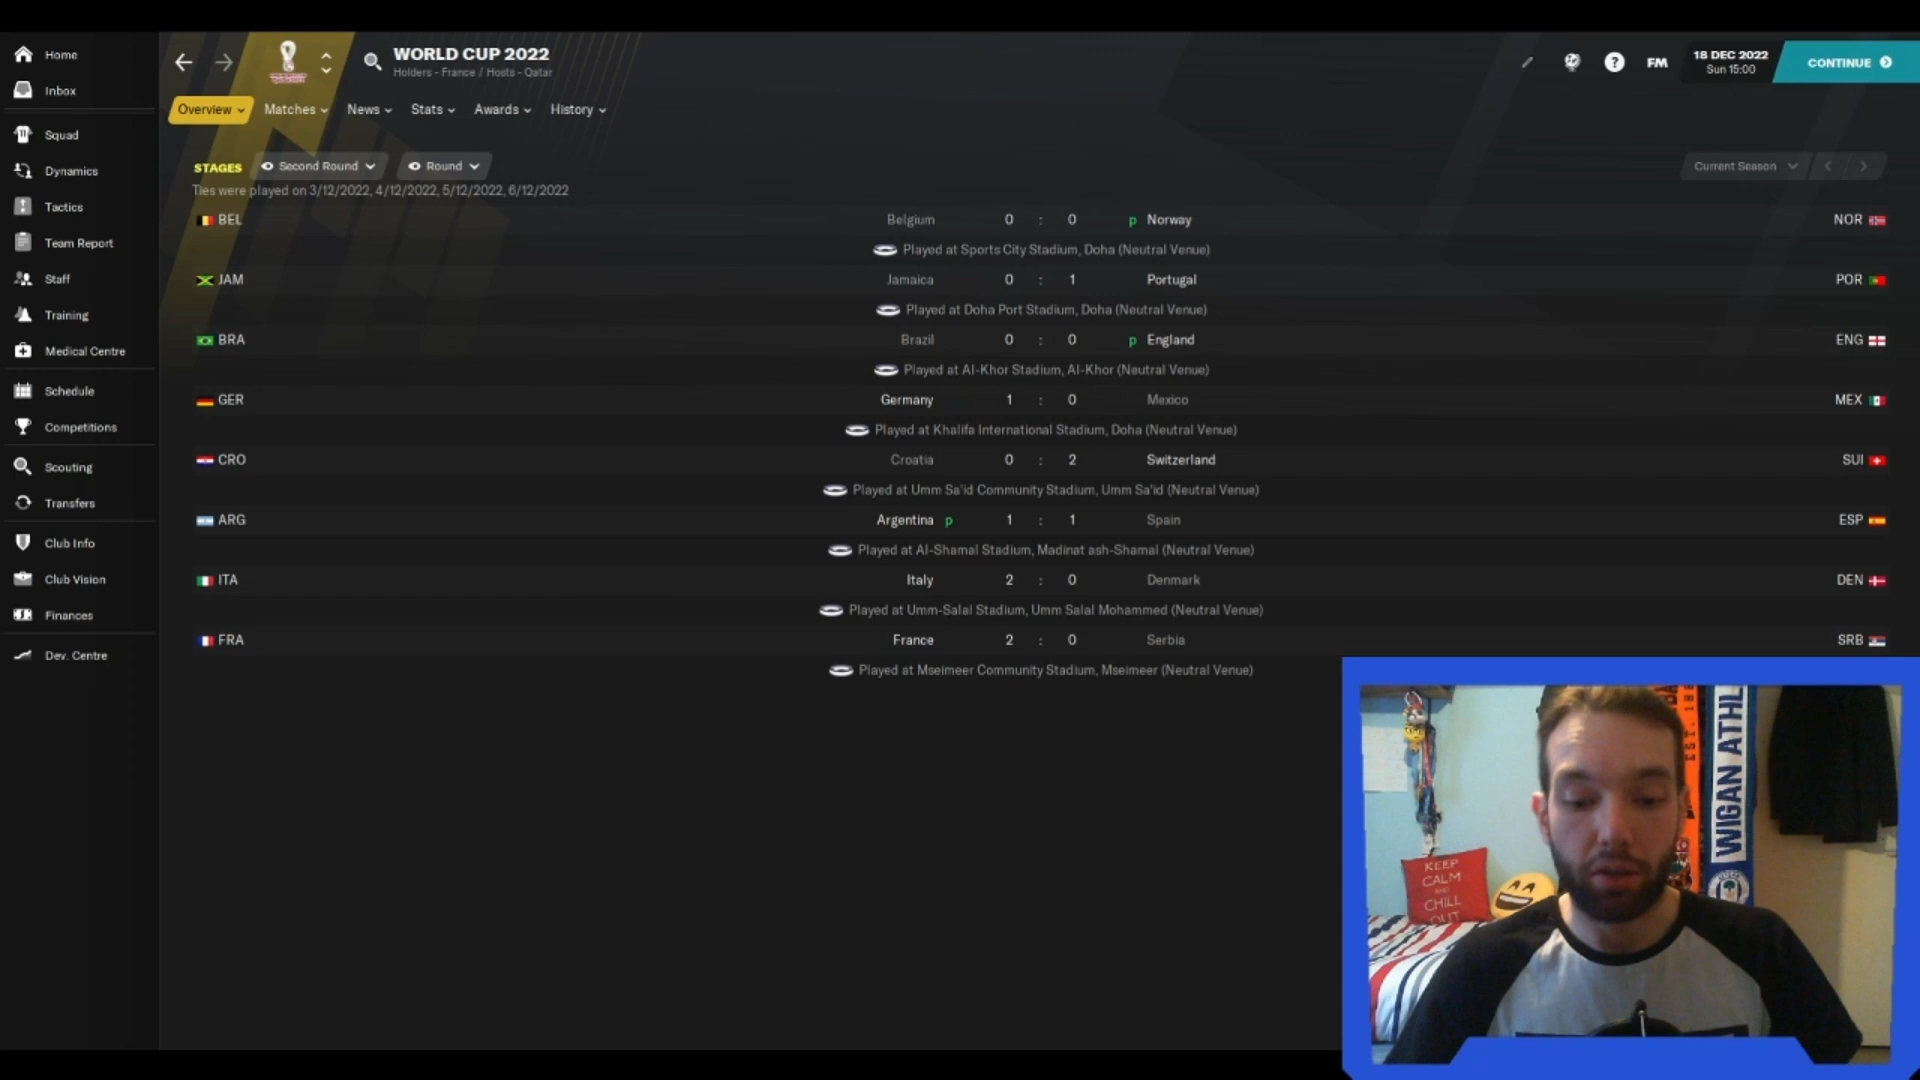 Home
Inbox
Squad
Dynamics
Tactics
Team Report
Staff
Training
Medical Centre
Schedule
Competitions
Scouting
Transfers
Club Info
Club Vision
Finances
Dev. Centre
WORLD CUP 2022
Holders - France / Hosts - Qatar
? FM 18 DEC 2022
Sun 15:00
CONTINUE
Overview Matches News Stats Awards History
STAGES Second Round Round Current Season
Ties were played on 3/12/2022, 4/12/2022, 5/12/2022, 6/12/2022
BEL Belgium 0 : 0 p Norway NOR
Played at Sports City Stadium, Doha (Neutral Venue)
JAM Jamaica 0 : 1 Portugal POR
Played at Doha Port Stadium, Doha (Neutral Venue)
BRA Brazil 0 : 0 p England ENG
Played at Al-Khor Stadium, Al-Khor (Neutral Venue)
GER Germany 1 : 0 Mexico MEX
Played at Khalifa International Stadium, Doha (Neutral Venue)
CRO Croatia 0 : 2 Switzerland SUI
Played at Umm Sa'id Community Stadium, Umm Sa'id (Neutral Venue)
ARG Argentina p 1 : 1 Spain ESP
Played at Al-Shamal Stadium, Madinat ash-Shamal (Neutral Venue)
ITA Italy 2 : 0 Denmark DEN
Played at Umm-Salal Stadium, Umm Salal Mohammed (Neutral Venue)
FRA France 2 : 0 Serbia SRB
Played at Mseimeer Community Stadium, Mseimeer (Neutral Venue)
WIGAN ATHL
KEEP
CALM
AND
CHILL
OUT